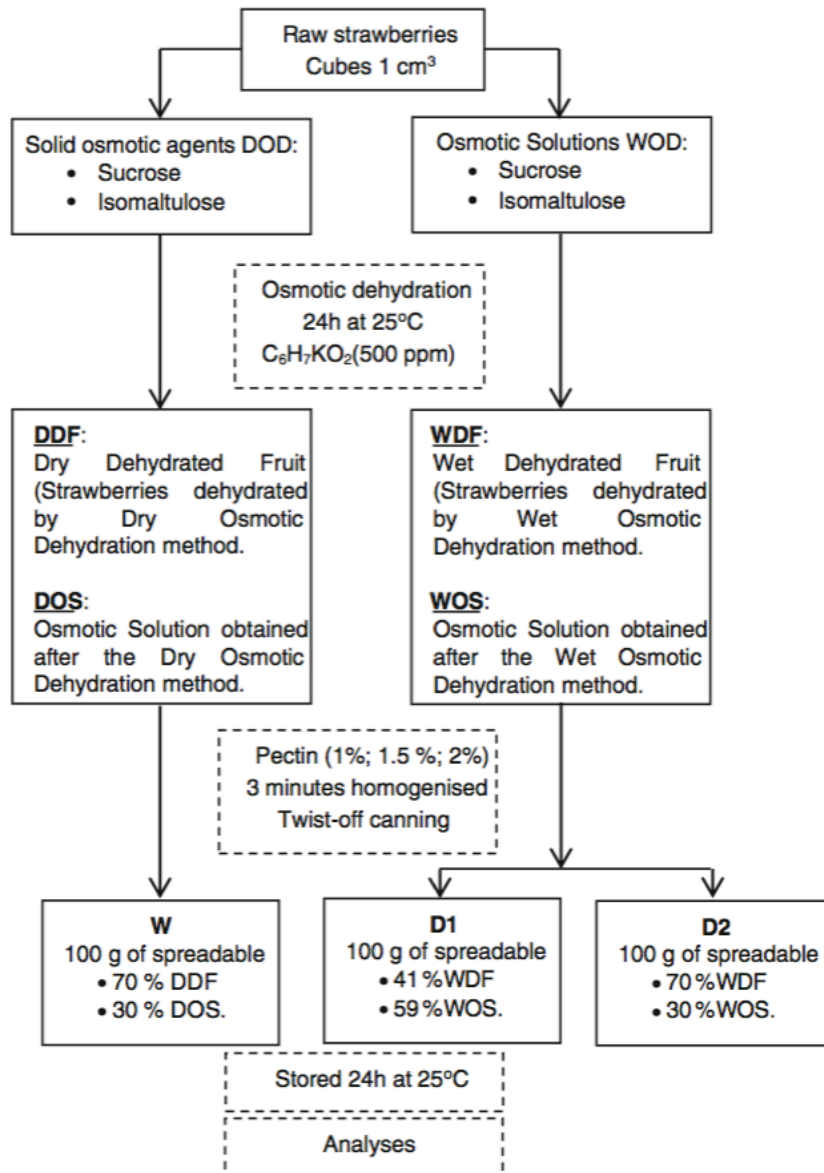 Raw strawberries
Cubes 1 cm³
Solid osmotic agents DOD:
• Sucrose
• Isomaltulose
Osmotic Solutions WOD:
• Sucrose
• Isomaltulose
Osmotic dehydration
24h at 25ºC
C₆H₇KO₂(500 ppm)
DDF:
Dry Dehydrated Fruit
(Strawberries dehydrated
by Dry Osmotic
Dehydration method.
DOS:
Osmotic Solution obtained
after the Dry Osmotic
Dehydration method.
WDF:
Wet Dehydrated Fruit
(Strawberries dehydrated
by Wet Osmotic
Dehydration method.
WOS:
Osmotic Solution obtained
after the Wet Osmotic
Dehydration method.
Pectin (1%; 1.5 %; 2%)
3 minutes homogenised
Twist-off canning
W
100 g of spreadable
• 70 % DDF
• 30 % DOS.
D1
100 g of spreadable
• 41 %WDF
• 59 %WOS.
D2
100 g of spreadable
• 70 %WDF
• 30 %WOS.
Stored 24h at 25ºC
Analyses